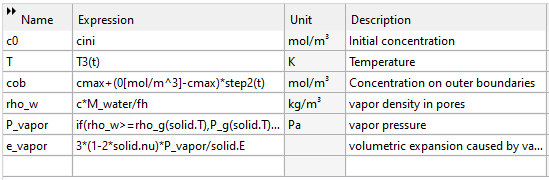 Name Expression Unit Description
c0 cini mol/m³ Initial concentration
T T3(t) K Temperature
cob cmax+(0[mol/m^3]-cmax)*step2(t) mol/m³ Concentration on outer boundaries
rho_w c*M_water/fh kg/m³ vapor density in pores
P_vapor if(rho_w>=rho_g(solid.T),P_g(solid.T)... Pa vapor pressure
e_vapor 3*(1-2*solid.nu)*P_vapor/solid.E volumetric expansion caused by va...